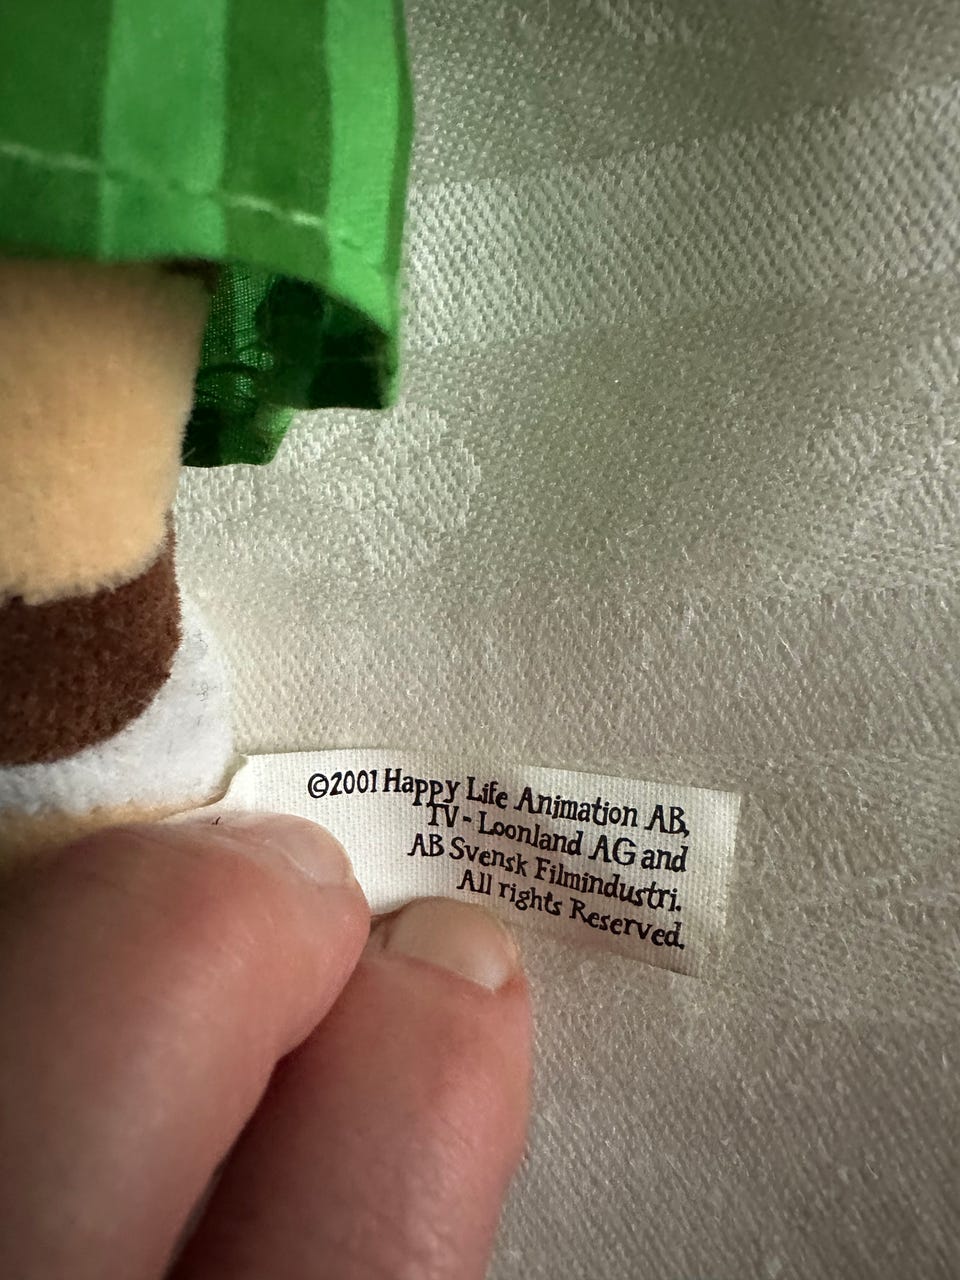 ©2001 Happy Life Animation AB,
TV-Loonland AG and
AB Svensk Filmindustri.
All rights Reserved.